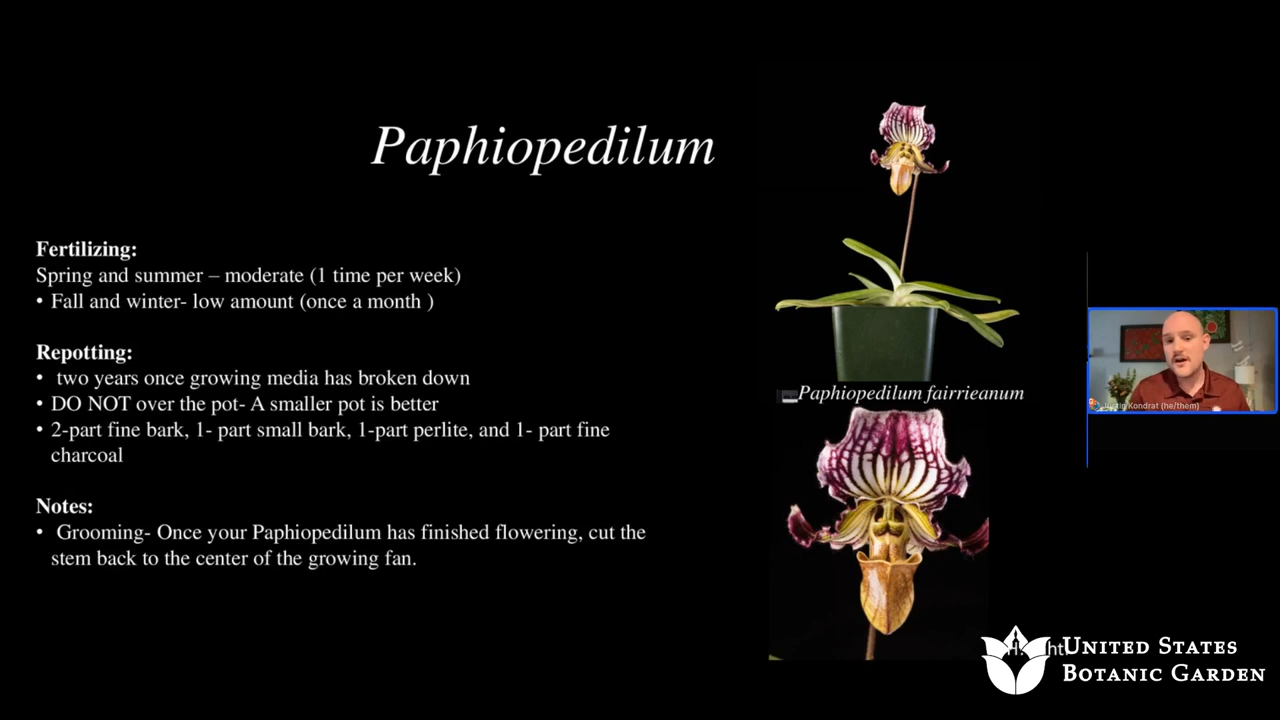 Paphiopedilum
Fertilizing:
Spring and summer – moderate (1 time per week)
• Fall and winter- low amount (once a month )
Repotting:
• two years once growing media has broken down
• DO NOT over the pot- A smaller pot is better
• 2-part fine bark, 1- part small bark, 1-part perlite, and 1- part fine
charcoal
Notes:
• Grooming- Once your Paphiopedilum has finished flowering, cut the
stem back to the center of the growing fan.
Paphiopedilum fairrieanum
Justin Kondrat (he/them)
United States
Botanic Garden